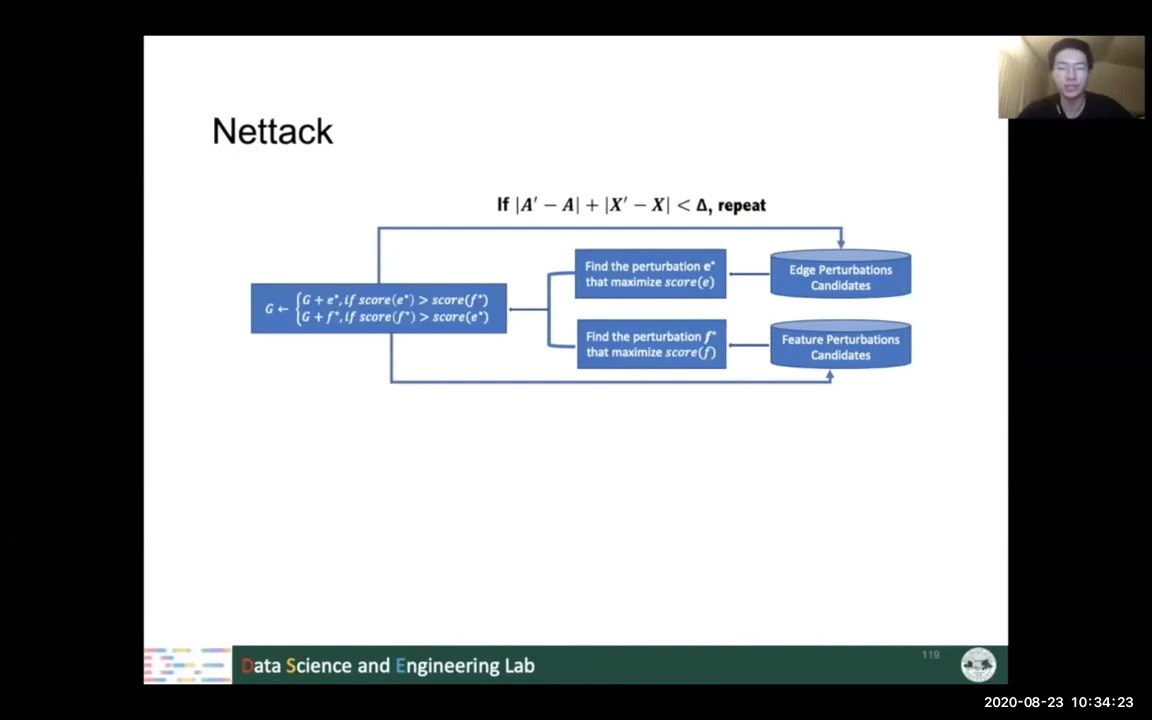 Nettack
If |A′ − A| + |X′ − X| < Δ, repeat
Find the perturbation e*
that maximize score(e)
Edge Perturbations
Candidates
G ← { G + e*, if score(e*) > score(f*)
G + f*, if score(f*) > score(e*)
Find the perturbation f*
that maximize score(f)
Feature Perturbations
Candidates
119
Data Science and Engineering Lab
2020-08-23 10:34:23